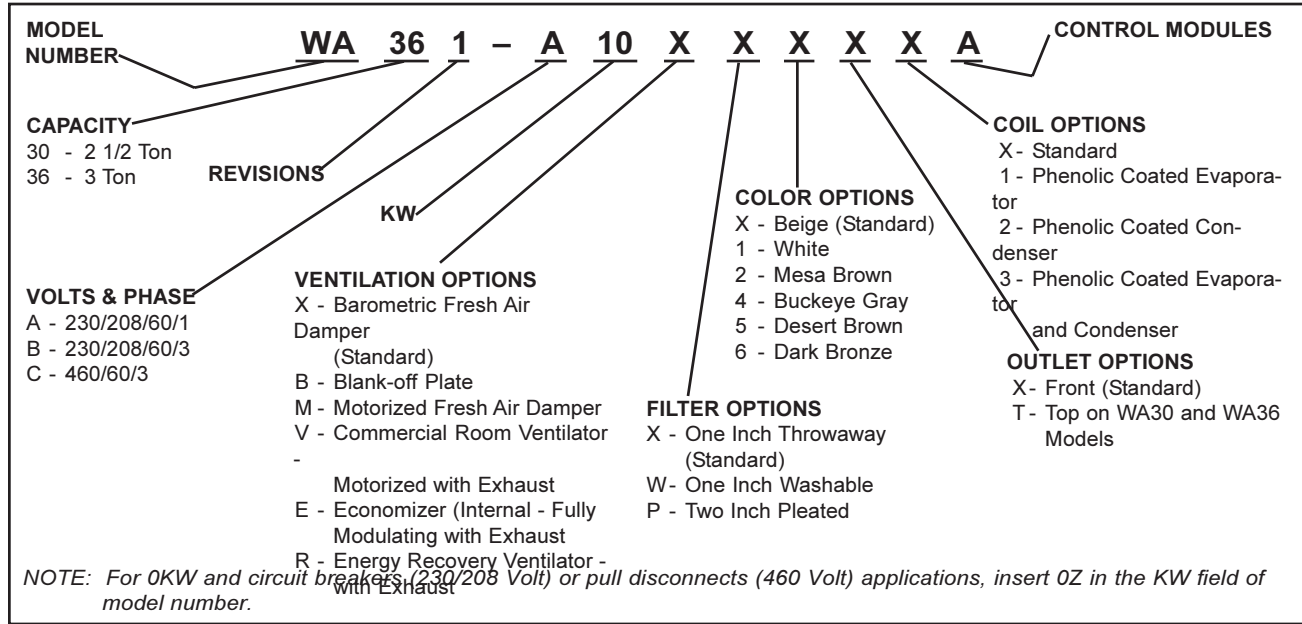 MODEL
NUMBER
WA 36 1 – A 10 X X X X X A
CONTROL MODULES
CAPACITY
30 - 2 1/2 Ton
36 - 3 Ton
REVISIONS
KW
VOLTS & PHASE
A - 230/208/60/1
B - 230/208/60/3
C - 460/60/3
VENTILATION OPTIONS
X - Barometric Fresh Air
Damper
(Standard)
B - Blank-off Plate
M - Motorized Fresh Air Damper
V - Commercial Room Ventilator
-
Motorized with Exhaust
E - Economizer (Internal - Fully
Modulating with Exhaust
R - Energy Recovery Ventilator -
with Exhaust
COLOR OPTIONS
X - Beige (Standard)
1 - White
2 - Mesa Brown
4 - Buckeye Gray
5 - Desert Brown
6 - Dark Bronze
FILTER OPTIONS
X - One Inch Throwaway
(Standard)
W- One Inch Washable
P - Two Inch Pleated
COIL OPTIONS
X - Standard
1 - Phenolic Coated Evapora-
tor
2 - Phenolic Coated Con-
denser
3 - Phenolic Coated Evapora-
tor
and Condenser
OUTLET OPTIONS
X - Front (Standard)
T - Top on WA30 and WA36
Models
NOTE: For 0KW and circuit breakers (230/208 Volt) or pull disconnects (460 Volt) applications, insert 0Z in the KW field of
model number.